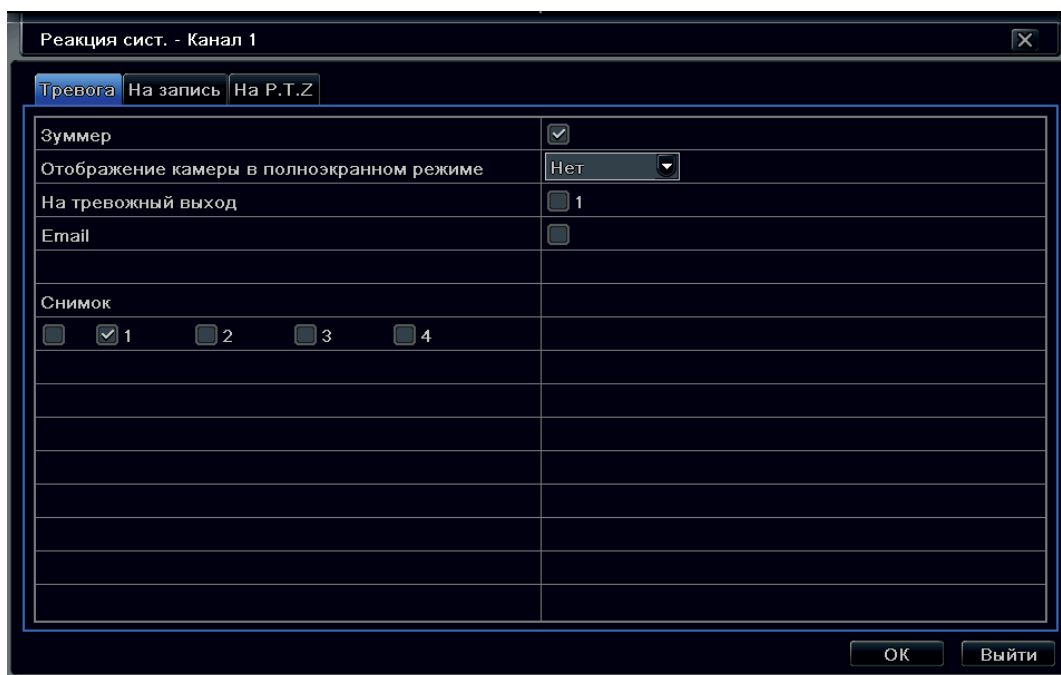 Реакция сист. - Канал 1
Тревога На запись На P.T.Z
Зуммер
Отображение камеры в полноэкранном режиме Нет
На тревожный выход 1
Email
Снимок
1 2 3 4
OK Выйти